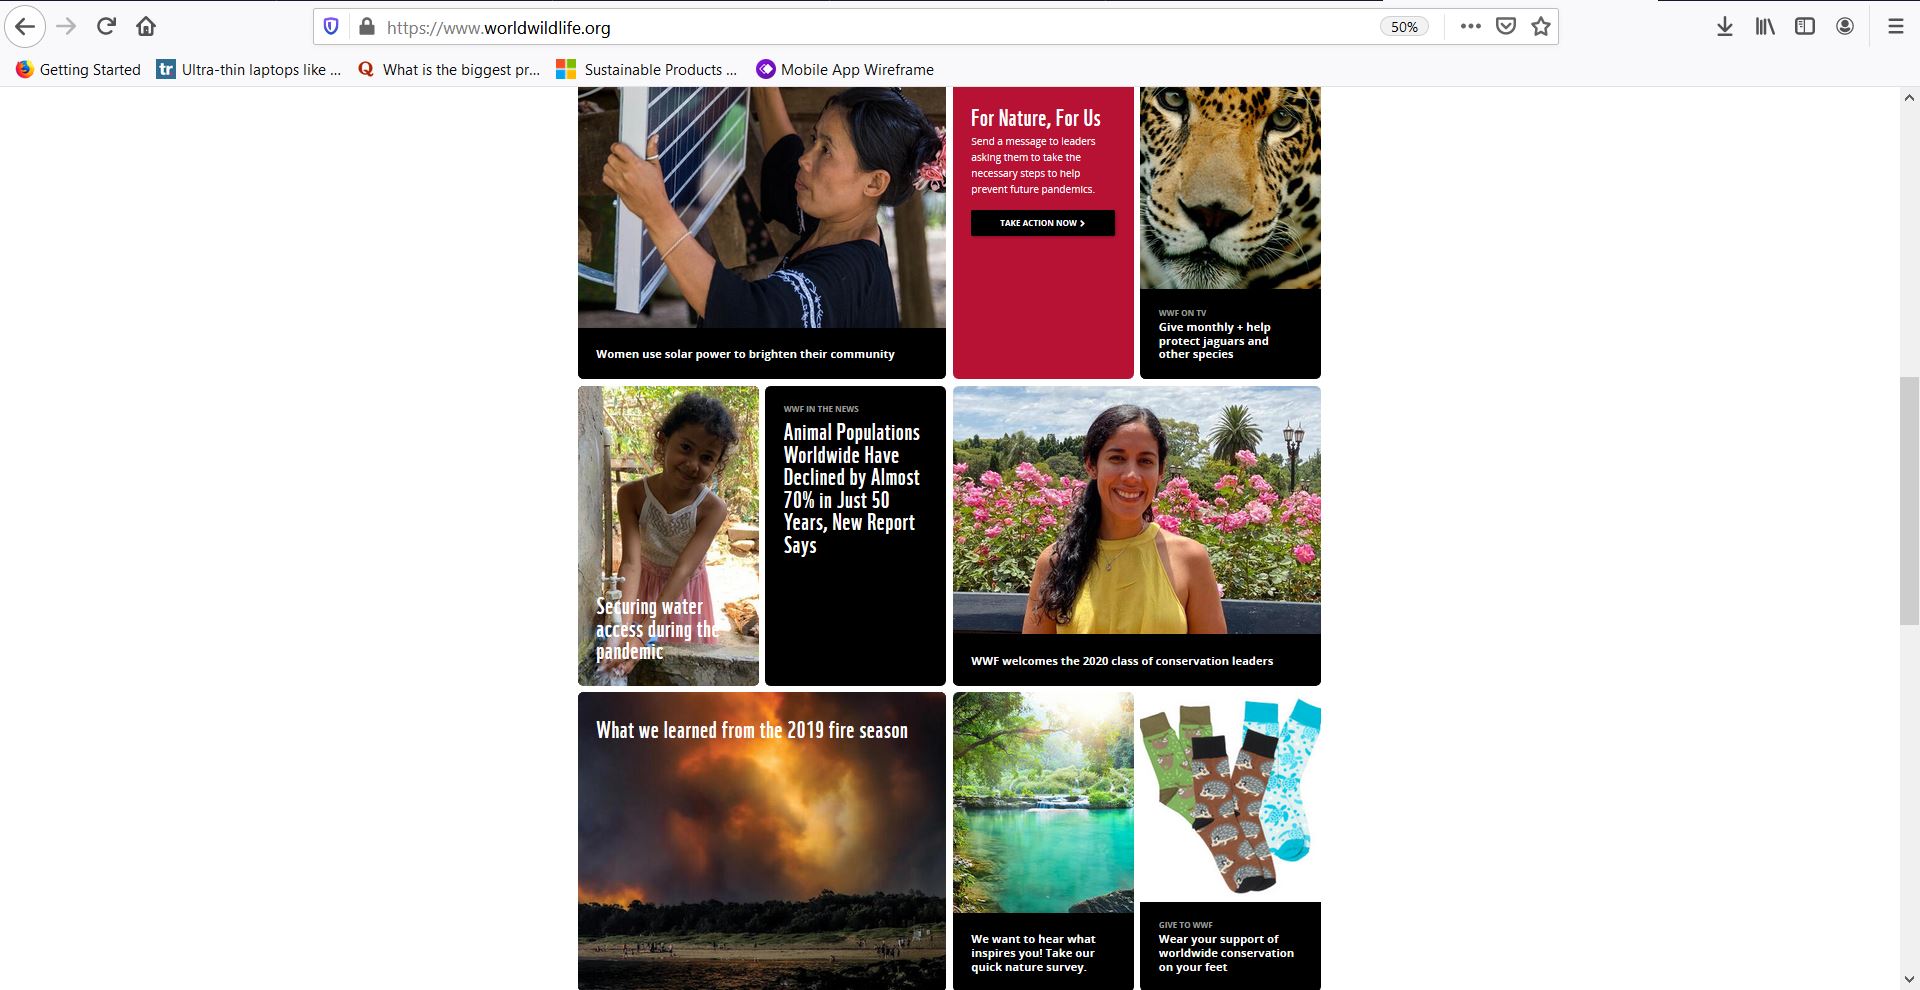 https://www.worldwildlife.org
50%
Getting Started
tr
Ultra-thin laptops like ...
Q
What is the biggest pr...
Sustainable Products ...
Mobile App Wireframe
Women use solar power to brighten their community
For Nature, For Us
Send a message to leaders
asking them to take the
necessary steps to help
prevent future pandemics.
TAKE ACTION NOW
WWF ON TV
Give monthly + help
protect jaguars and
other species
Securing water
access during the
pandemic
WWF IN THE NEWS
Animal Populations
Worldwide Have
Declined by Almost
70% in Just 50
Years, New Report
Says
WWF welcomes the 2020 class of conservation leaders
What we learned from the 2019 fire season
We want to hear what
inspires you! Take our
quick nature survey.
GIVE TO WWF
Wear your support of
worldwide conservation
on your feet